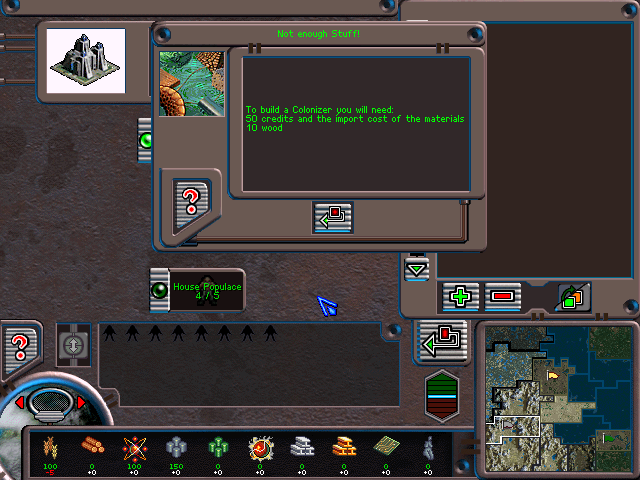 Not enough Stuff!
To build a Colonizer you will need:
50 credits and the import cost of the materials
10 wood
House Populace
4 / 5
100 0 100 150 0 0 0 0 0 0
-6 +0 +0 +0 +0 +0 +0 +0 +0 +0